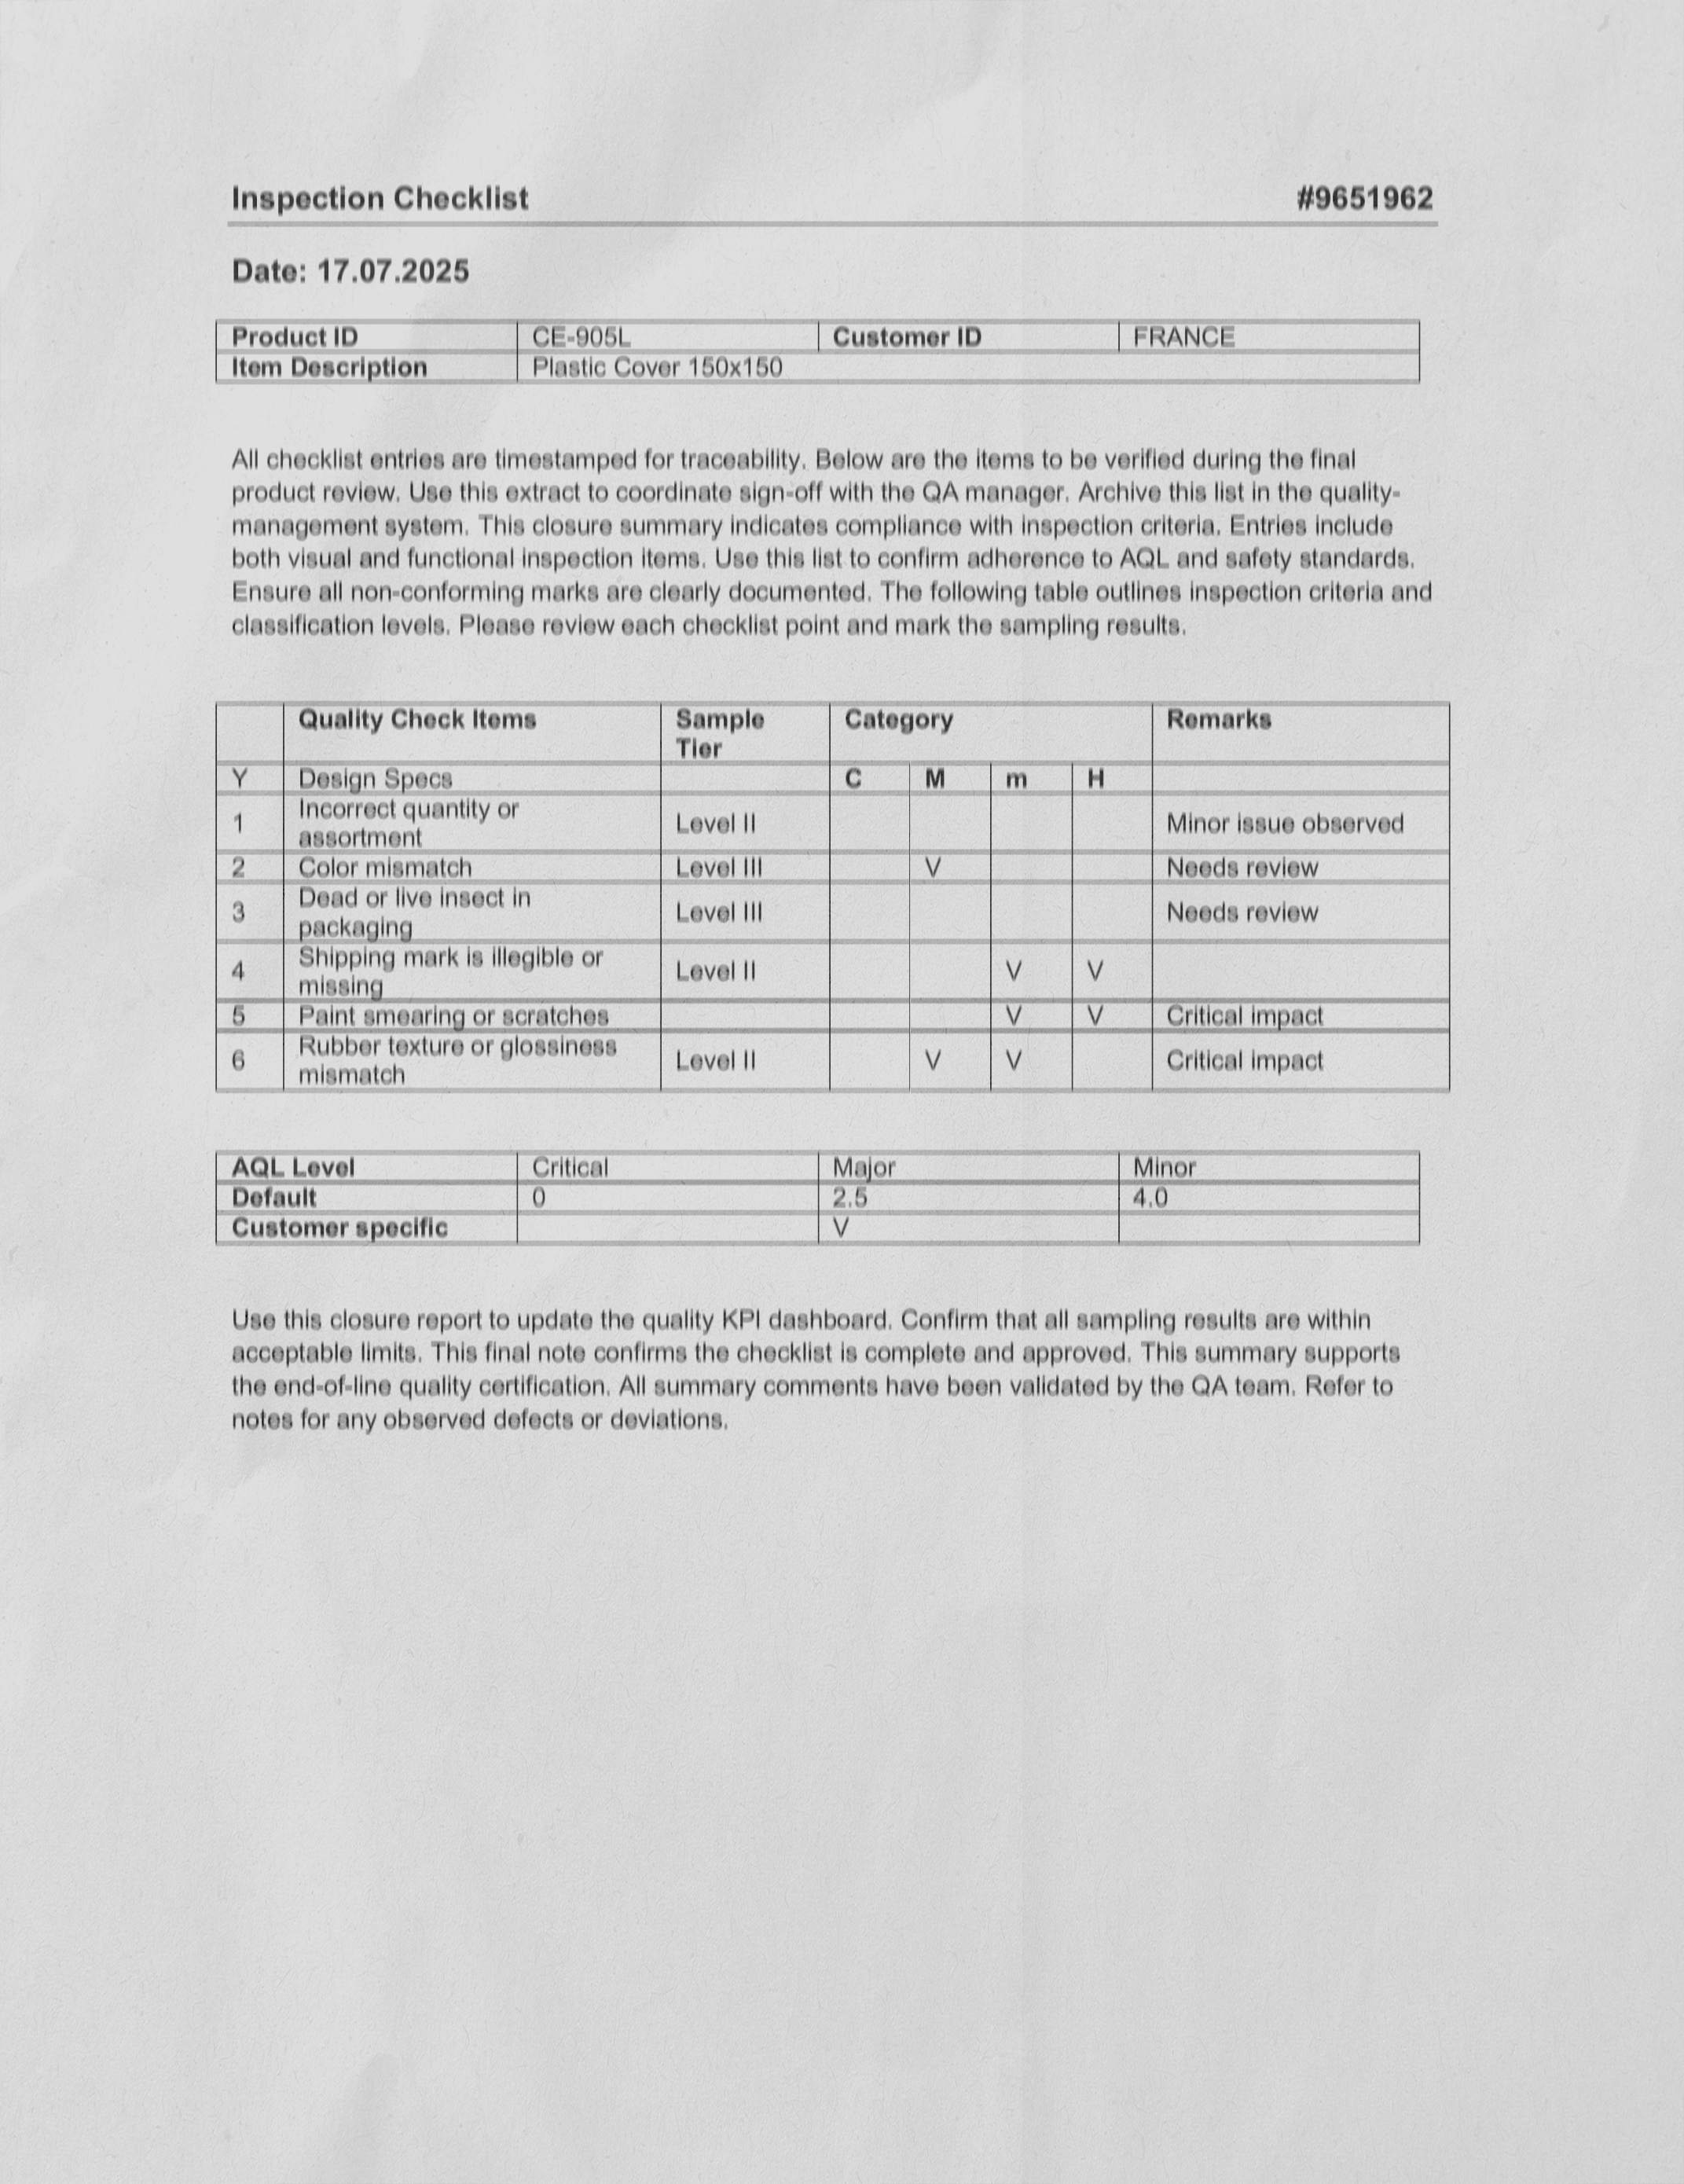 Inspection Checklist #9651962
Date: 17.07.2025
Product ID CE-905L Customer ID FRANCE
Item Description Plastic Cover 150x150
All checklist entries are timestamped for traceability. Below are the items to be verified during the final
product review. Use this extract to coordinate sign-off with the QA manager. Archive this list in the quality-
management system. This closure summary indicates compliance with inspection criteria. Entries include
both visual and functional inspection items. Use this list to confirm adherence to AQL and safety standards.
Ensure all non-conforming marks are clearly documented. The following table outlines inspection criteria and
classification levels. Please review each checklist point and mark the sampling results.
Quality Check Items Sample Category Remarks
Tier
Y Design Specs C M m H
Incorrect quantity or
1 Level II Minor issue observed
assortment
2 Color mismatch Level III V Needs review
Dead or live insect in
3 Level III Needs review
packaging
Shipping mark is illegible or
4 Level II V V
missing
5 Paint smearing or scratches V V Critical impact
Rubber texture or glossiness
6 Level II V V Critical impact
mismatch
AQL Level Critical Major Minor
Default 0 2.5 4.0
Customer specific V
Use this closure report to update the quality KPI dashboard. Confirm that all sampling results are within
acceptable limits. This final note confirms the checklist is complete and approved. This summary supports
the end-of-line quality certification. All summary comments have been validated by the QA team. Refer to
notes for any observed defects or deviations.